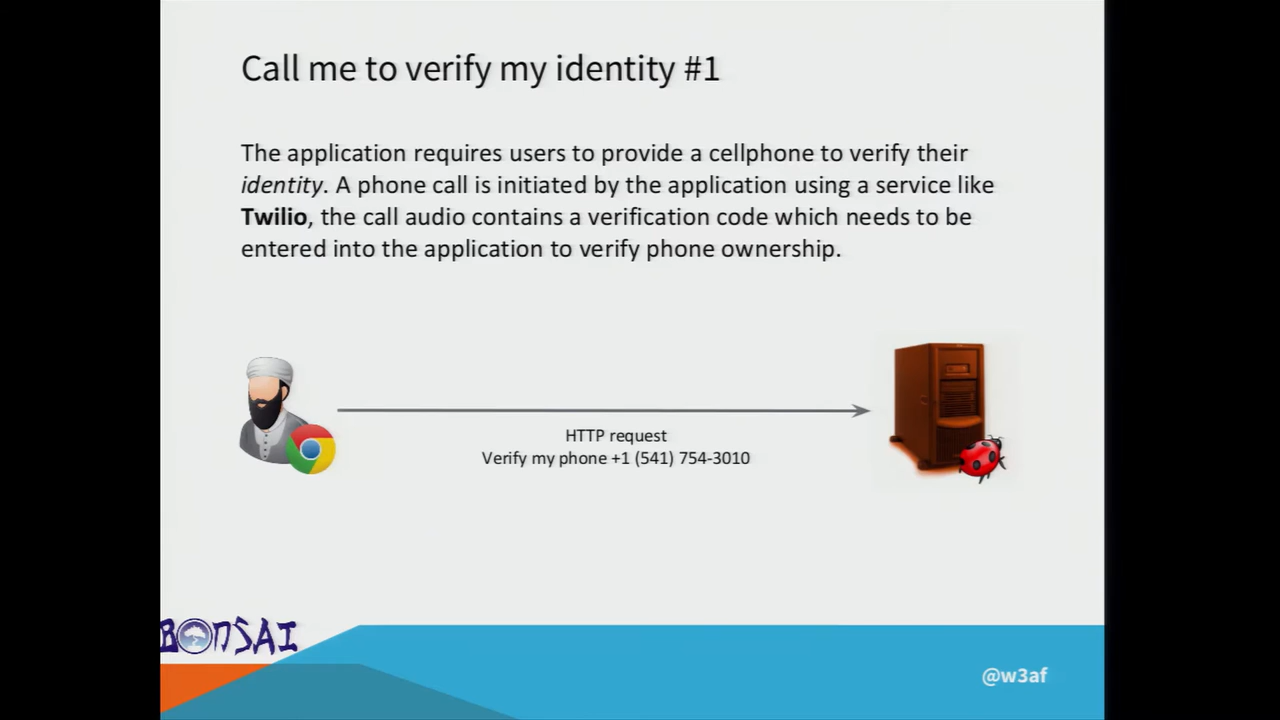 Call me to verify my identity #1
The application requires users to provide a cellphone to verify their
identity. A phone call is initiated by the application using a service like
Twilio, the call audio contains a verification code which needs to be
entered into the application to verify phone ownership.
HTTP request
Verify my phone +1 (541) 754-3010
BONSAI
@w3af